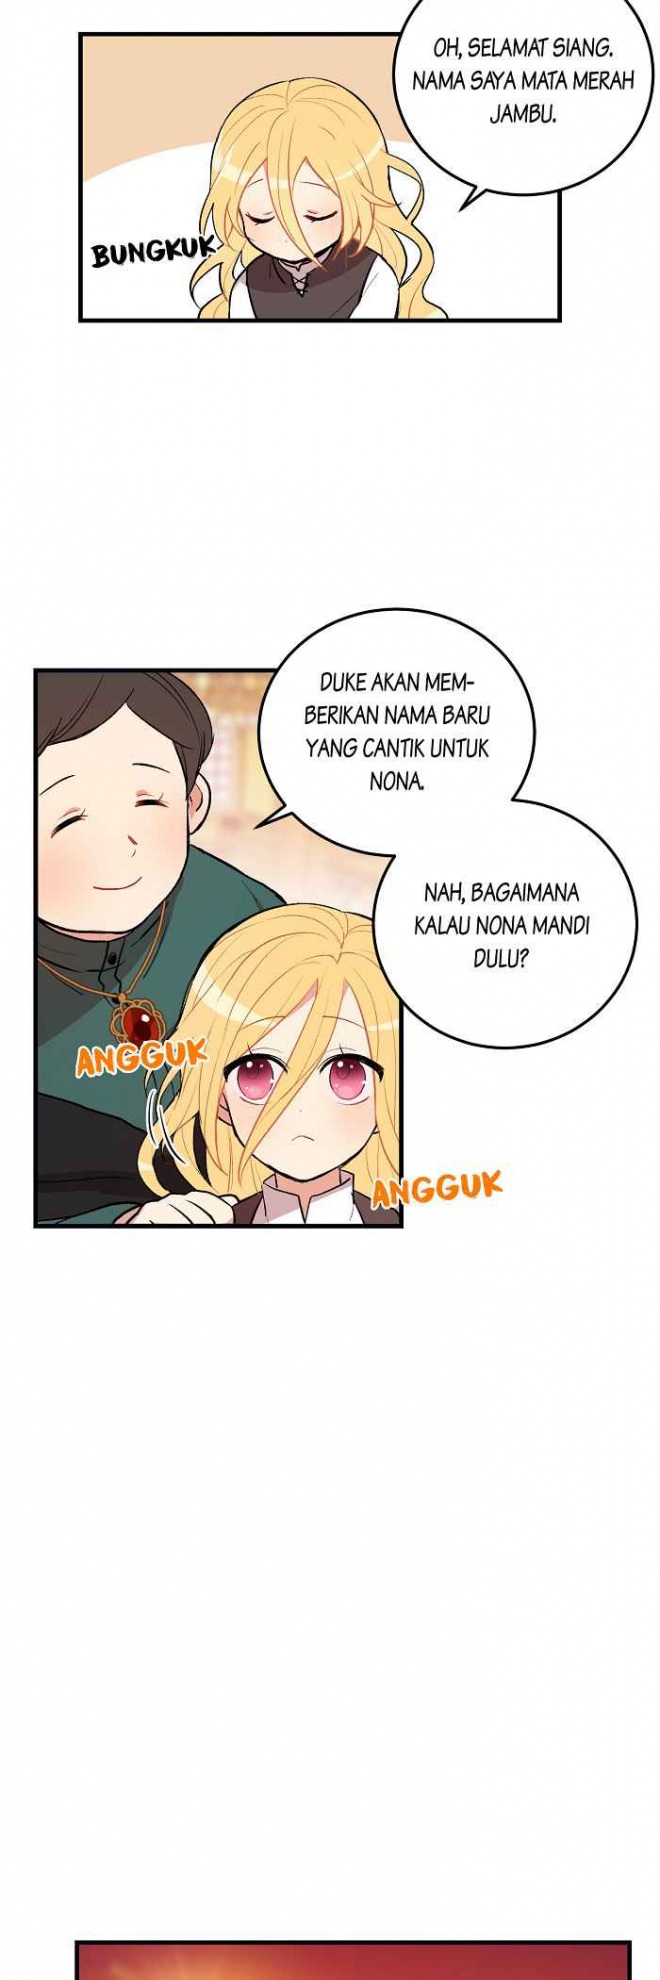 OH, SELAMAT SIANG.
NAMA SAYA MATA MERAH
JAMBU.
BUNGKUK
DUKE AKAN MEM-
BERIKAN NAMA BARU
YANG CANTIK UNTUK
NONA.
NAH, BAGAIMANA
KALAU NONA MANDI
DULU?
ANGGUK
ANGGUK